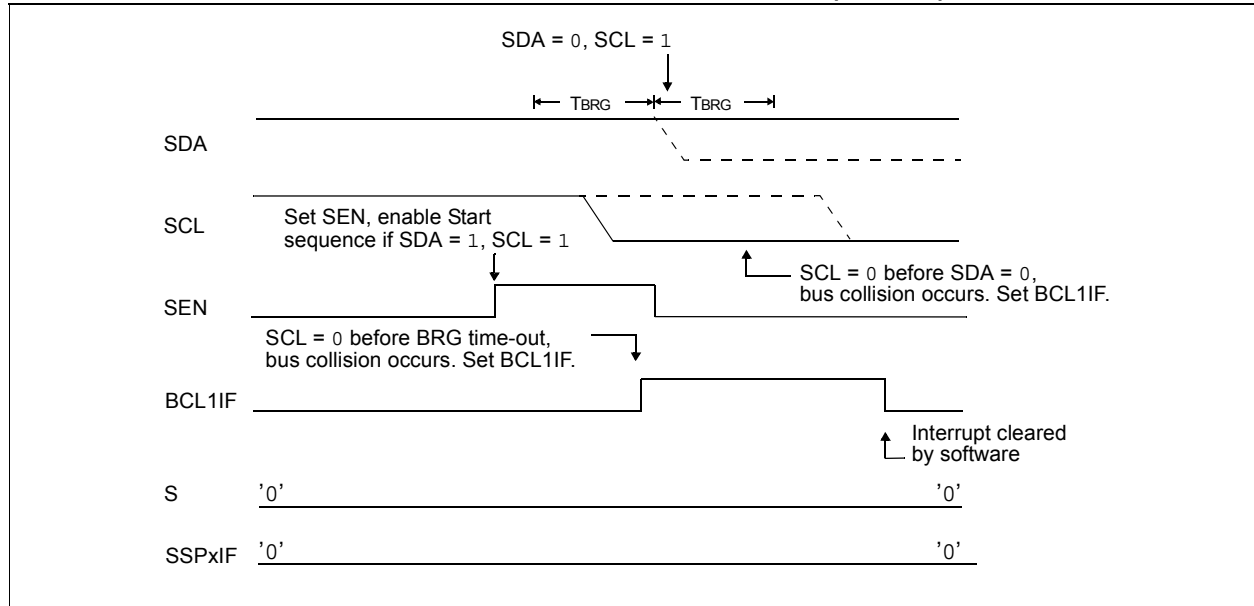 SDA = 0, SCL = 1
TBRG TBRG
SDA
SCL
Set SEN, enable Start
sequence if SDA = 1, SCL = 1
SCL = 0 before SDA = 0,
bus collision occurs. Set BCL1IF.
SEN
SCL = 0 before BRG time-out,
bus collision occurs. Set BCL1IF.
BCL1IF
Interrupt cleared
by software
S '0' '0'
SSPxIF '0' '0'